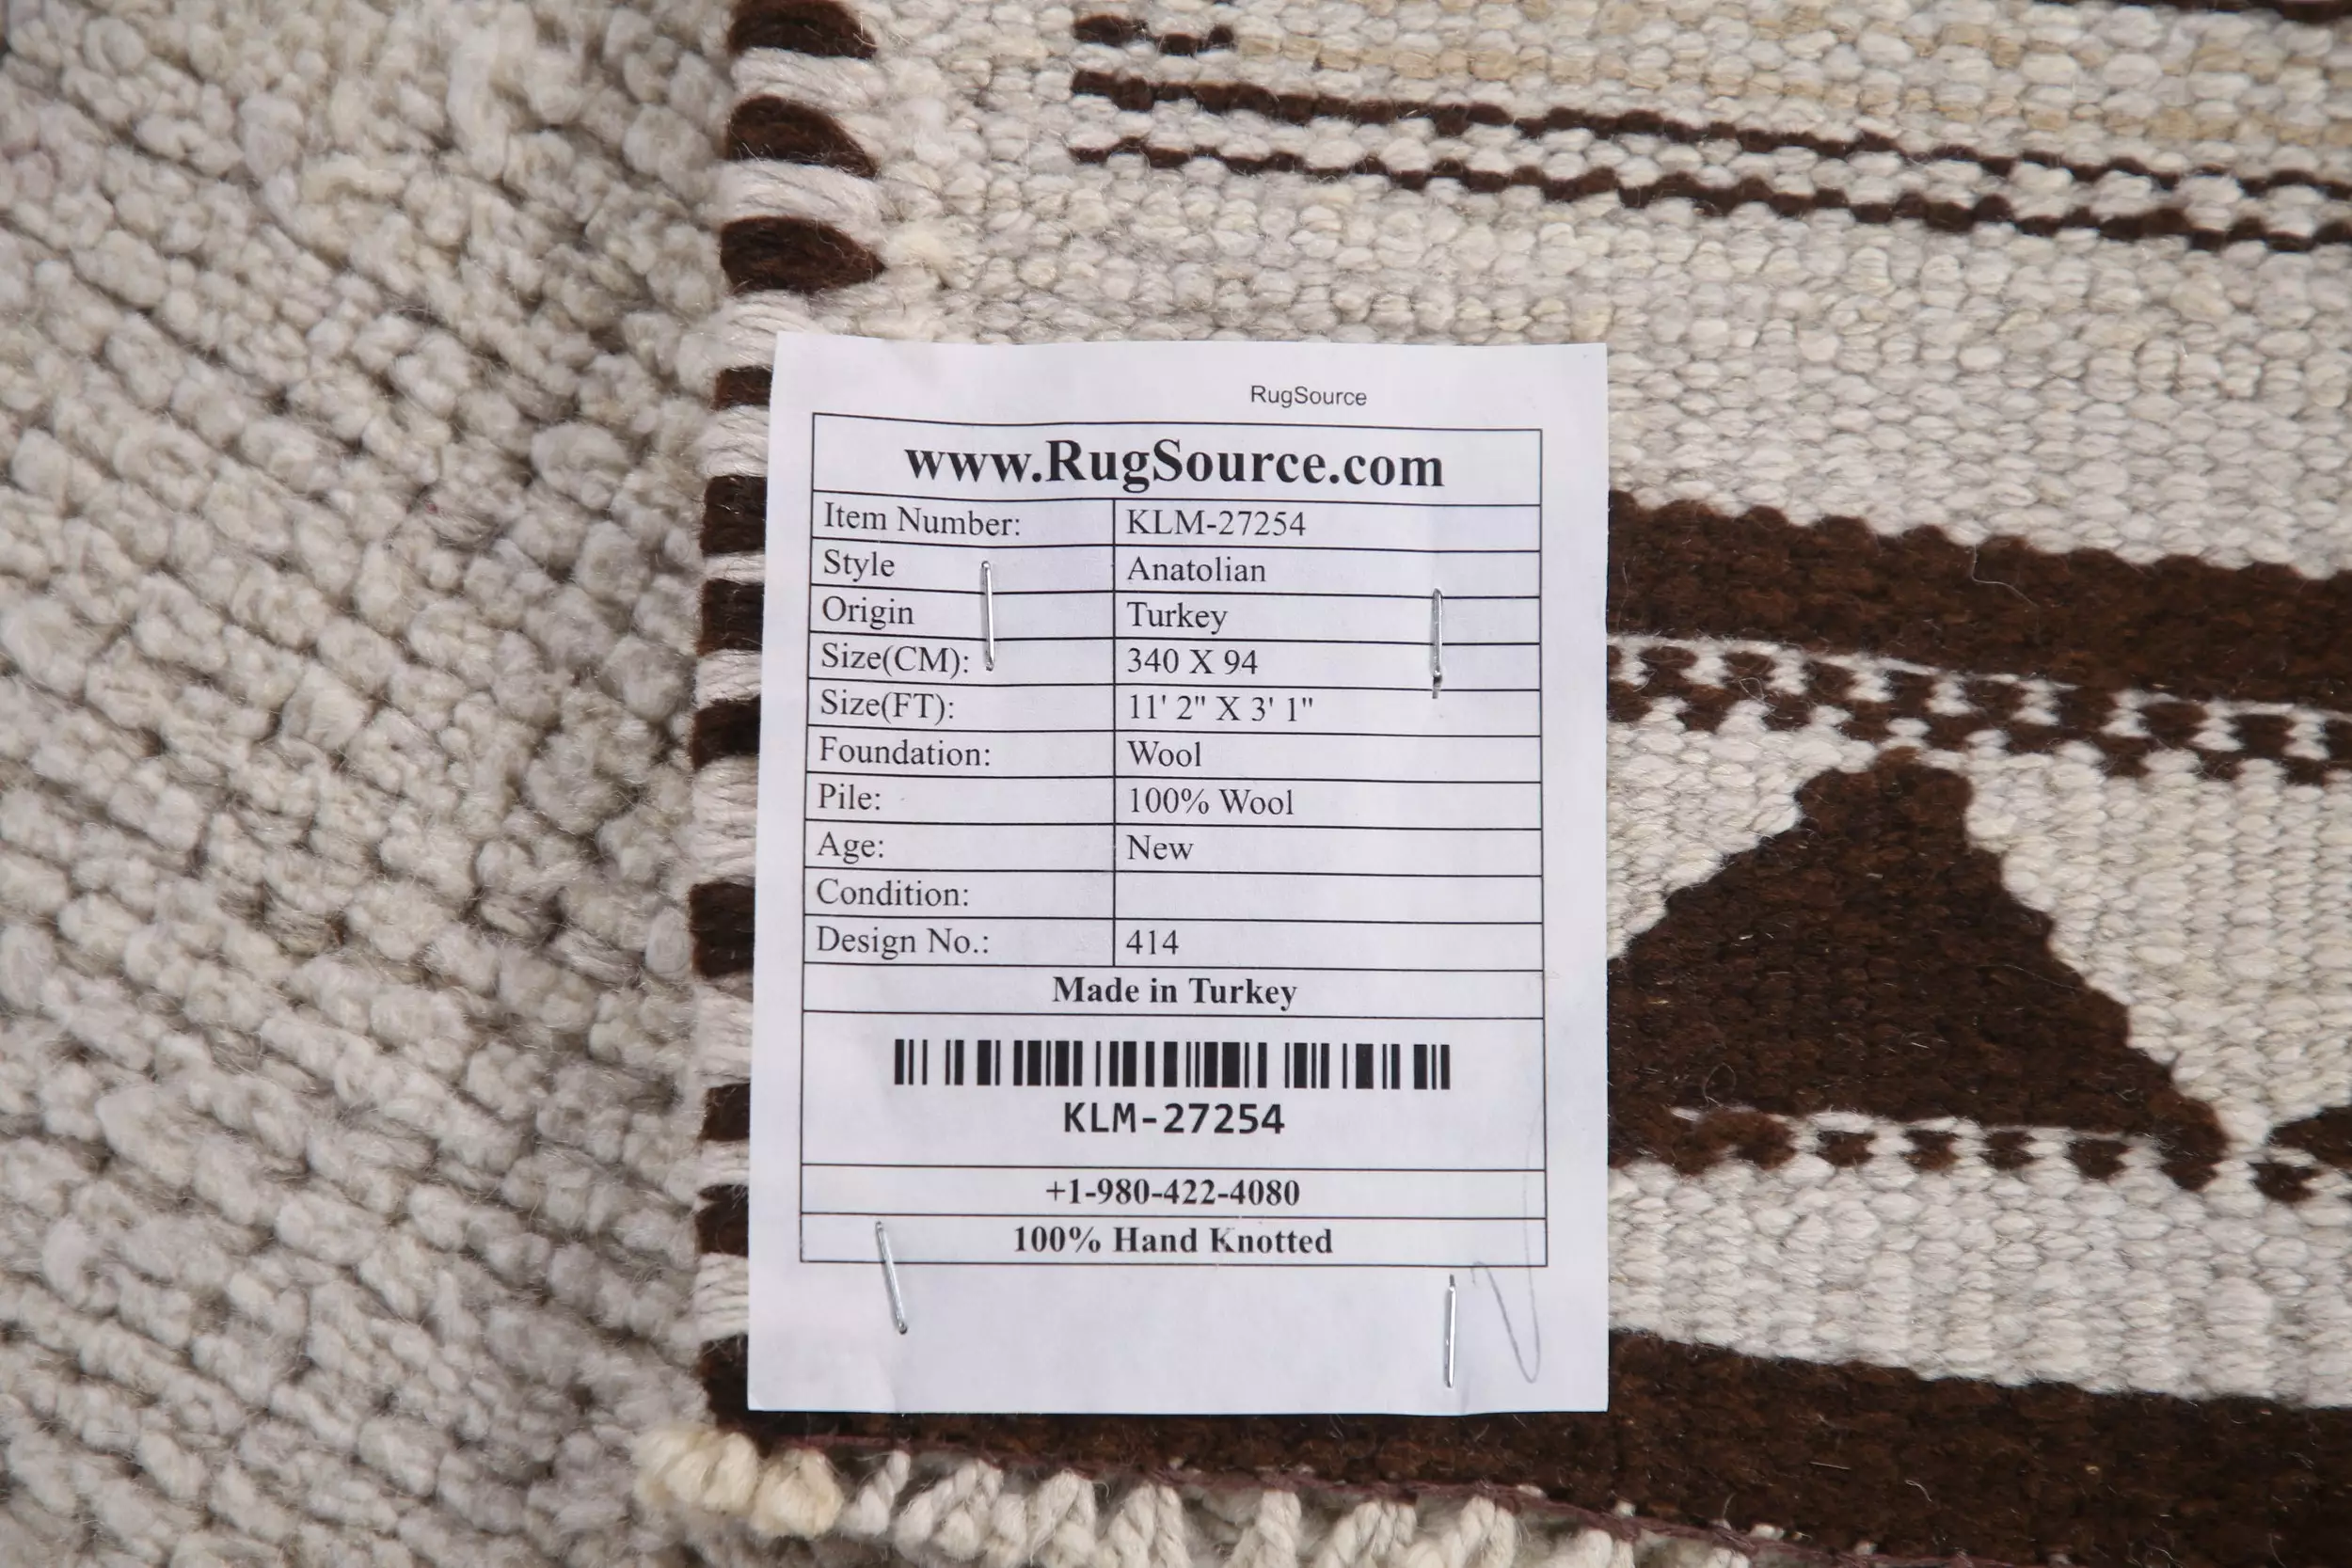 RugSource
www.RugSource.com
Item Number: KLM-27254
Style Anatolian
Origin Turkey
Size(CM): 340 X 94
Size(FT): 11' 2" X 3' 1"
Foundation: Wool
Pile: 100% Wool
Age: New
Condition:
Design No.: 414
Made in Turkey
KLM-27254
+1-980-422-4080
100% Hand Knotted